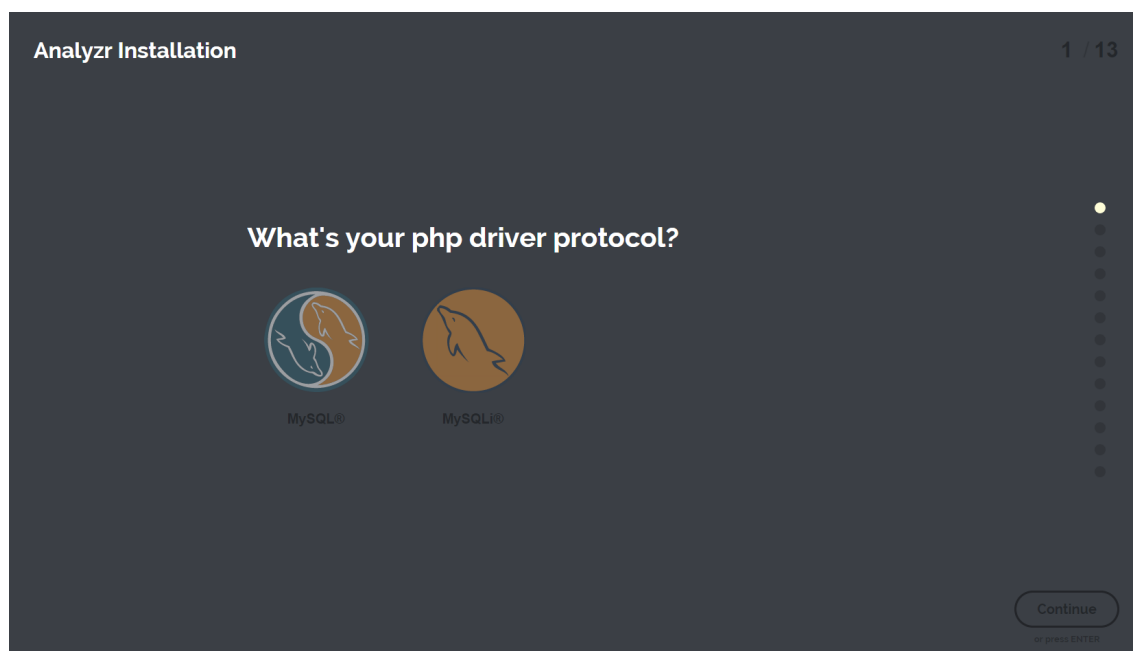 Analyzr Installation
1 / 13
What's your php driver protocol?
MySQL®
MySQLi®
Continue
or press ENTER